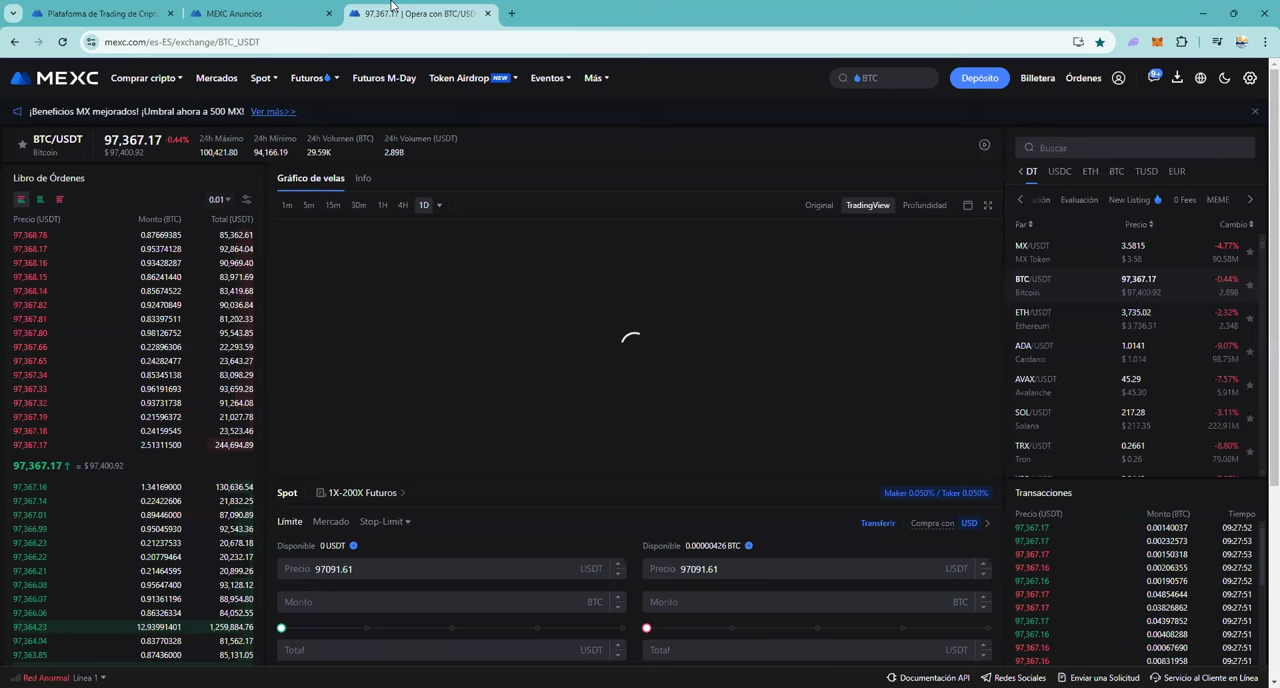 Plataforma de Trading de Cripto
MEXC Anuncios
97,367.17 | Opera con BTC/USD
mexc.com/es-ES/exchange/BTC_USDT
MEXC
Comprar cripto
Mercados
Spot
Futuros
Futuros M-Day
Token Airdrop NEW
Eventos
Más
BTC
Depósito
Billetera
Órdenes
9+
¡Beneficios MX mejorados! ¡Umbral ahora a 500 MX! Ver más>>
BTC/USDT
Bitcoin
97,367.17 -0.44%
$ 97,400.92
24h Máximo
100,421.80
24h Mínimo
94,166.19
24h Volumen (BTC)
29.59K
24h Volumen (USDT)
2.89B
Libro de Órdenes
0.01
Precio (USDT) Monto (BTC) Total (USDT)
97,368.78 0.87669385 85,362.61
97,368.17 0.95374128 92,864.04
97,368.16 0.93428287 90,969.40
97,368.15 0.86241440 83,971.69
97,368.14 0.85674522 83,419.68
97,367.82 0.92470849 90,036.84
97,367.81 0.83397511 81,202.33
97,367.80 0.98126752 95,543.85
97,367.66 0.22896306 22,293.59
97,367.65 0.24282477 23,643.27
97,367.34 0.85345138 83,098.29
97,367.33 0.96191693 93,659.28
97,367.32 0.93731738 91,264.08
97,367.19 0.21596372 21,027.78
97,367.18 0.24159545 23,523.46
97,367.17 2.51311500 244,694.89
97,367.17↑ ≈ $ 97,400.92
97,367.16 1.34169000 130,636.54
97,367.14 0.22422606 21,832.25
97,367.01 0.89446000 87,090.89
97,366.99 0.95045930 92,543.36
97,366.23 0.21237533 20,678.18
97,366.22 0.20779464 20,232.17
97,366.21 0.21465494 20,899.26
97,366.08 0.95647400 93,128.12
97,366.07 0.91361196 88,954.80
97,366.06 0.86326334 84,052.55
97,364.23 12.93991401 1,259,884.76
97,364.04 0.83770328 81,562.17
97,363.85 0.87436000 85,131.05
Gráfico de velas
Info
1m 5m 15m 30m 1H 4H 1D
Original TradingView Profundidad
Spot
1X-200X Futuros
Maker 0.050% / Taker 0.050%
Límite Mercado Stop-Limit
Transferir Compra con USD
Disponible 0 USDT
Precio 97091.61 USDT
Monto BTC
Total USDT
Disponible 0.00000426 BTC
Precio 97091.61 USDT
Monto BTC
Total USDT
Buscar
DT USDC ETH BTC TUSD EUR
ción Evaluación New Listing 0 Fees MEME
Par Precio Cambio
MX/USDT 3.5815 -4.77%
MX Token $ 3.58 90.58M
BTC/USDT 97,367.17 -0.44%
Bitcoin $ 97,400.92 2.89B
ETH/USDT 3,735.02 -2.32%
Ethereum $ 3,736.31 2.34B
ADA/USDT 1.0141 -9.07%
Cardano $ 1.014 98.75M
AVAX/USDT 45.29 -7.57%
Avalanche $ 45.30 5.91M
SOL/USDT 217.28 -3.11%
Solana $ 217.35 222.91M
TRX/USDT 0.2661 -8.80%
Tron $ 0.26 79.08M
Transacciones
Precio (USDT) Monto (BTC) Tiempo
97,367.17 0.00140037 09:27:52
97,367.17 0.00232573 09:27:53
97,367.17 0.00150318 09:27:53
97,367.16 0.00206355 09:27:52
97,367.16 0.00190576 09:27:52
97,367.17 0.04854644 09:27:51
97,367.17 0.03826862 09:27:51
97,367.17 0.04397852 09:27:51
97,367.16 0.00408288 09:27:51
97,367.16 0.00067690 09:27:51
97,367.16 0.00831958 09:27:51
Red Anormal Línea 1
Documentación API
Redes Sociales
Enviar una Solicitud
Servicio al Cliente en Línea